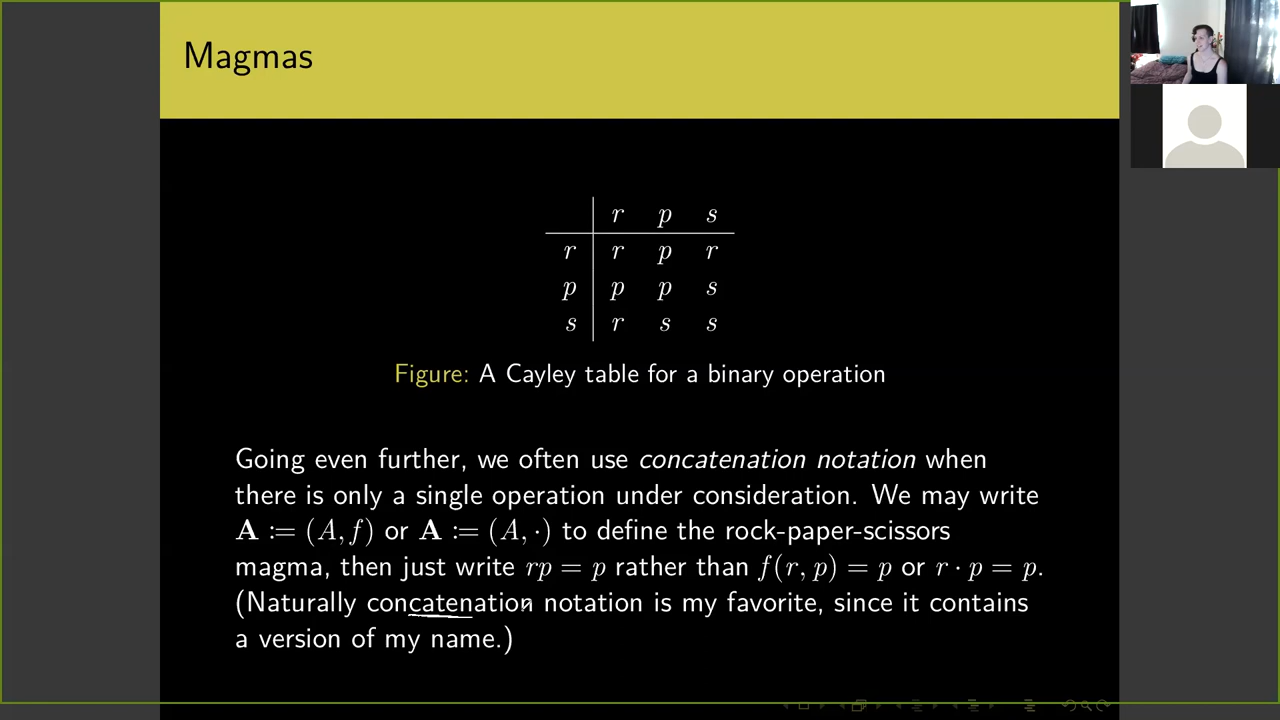 Magmas
r p s
r r p r
p p p s
s r s s
Figure: A Cayley table for a binary operation
Going even further, we often use concatenation notation when
there is only a single operation under consideration. We may write
A := (A, f) or A := (A, ·) to define the rock-paper-scissors
magma, then just write rp = p rather than f(r, p) = p or r · p = p.
(Naturally concatenation notation is my favorite, since it contains
a version of my name.)